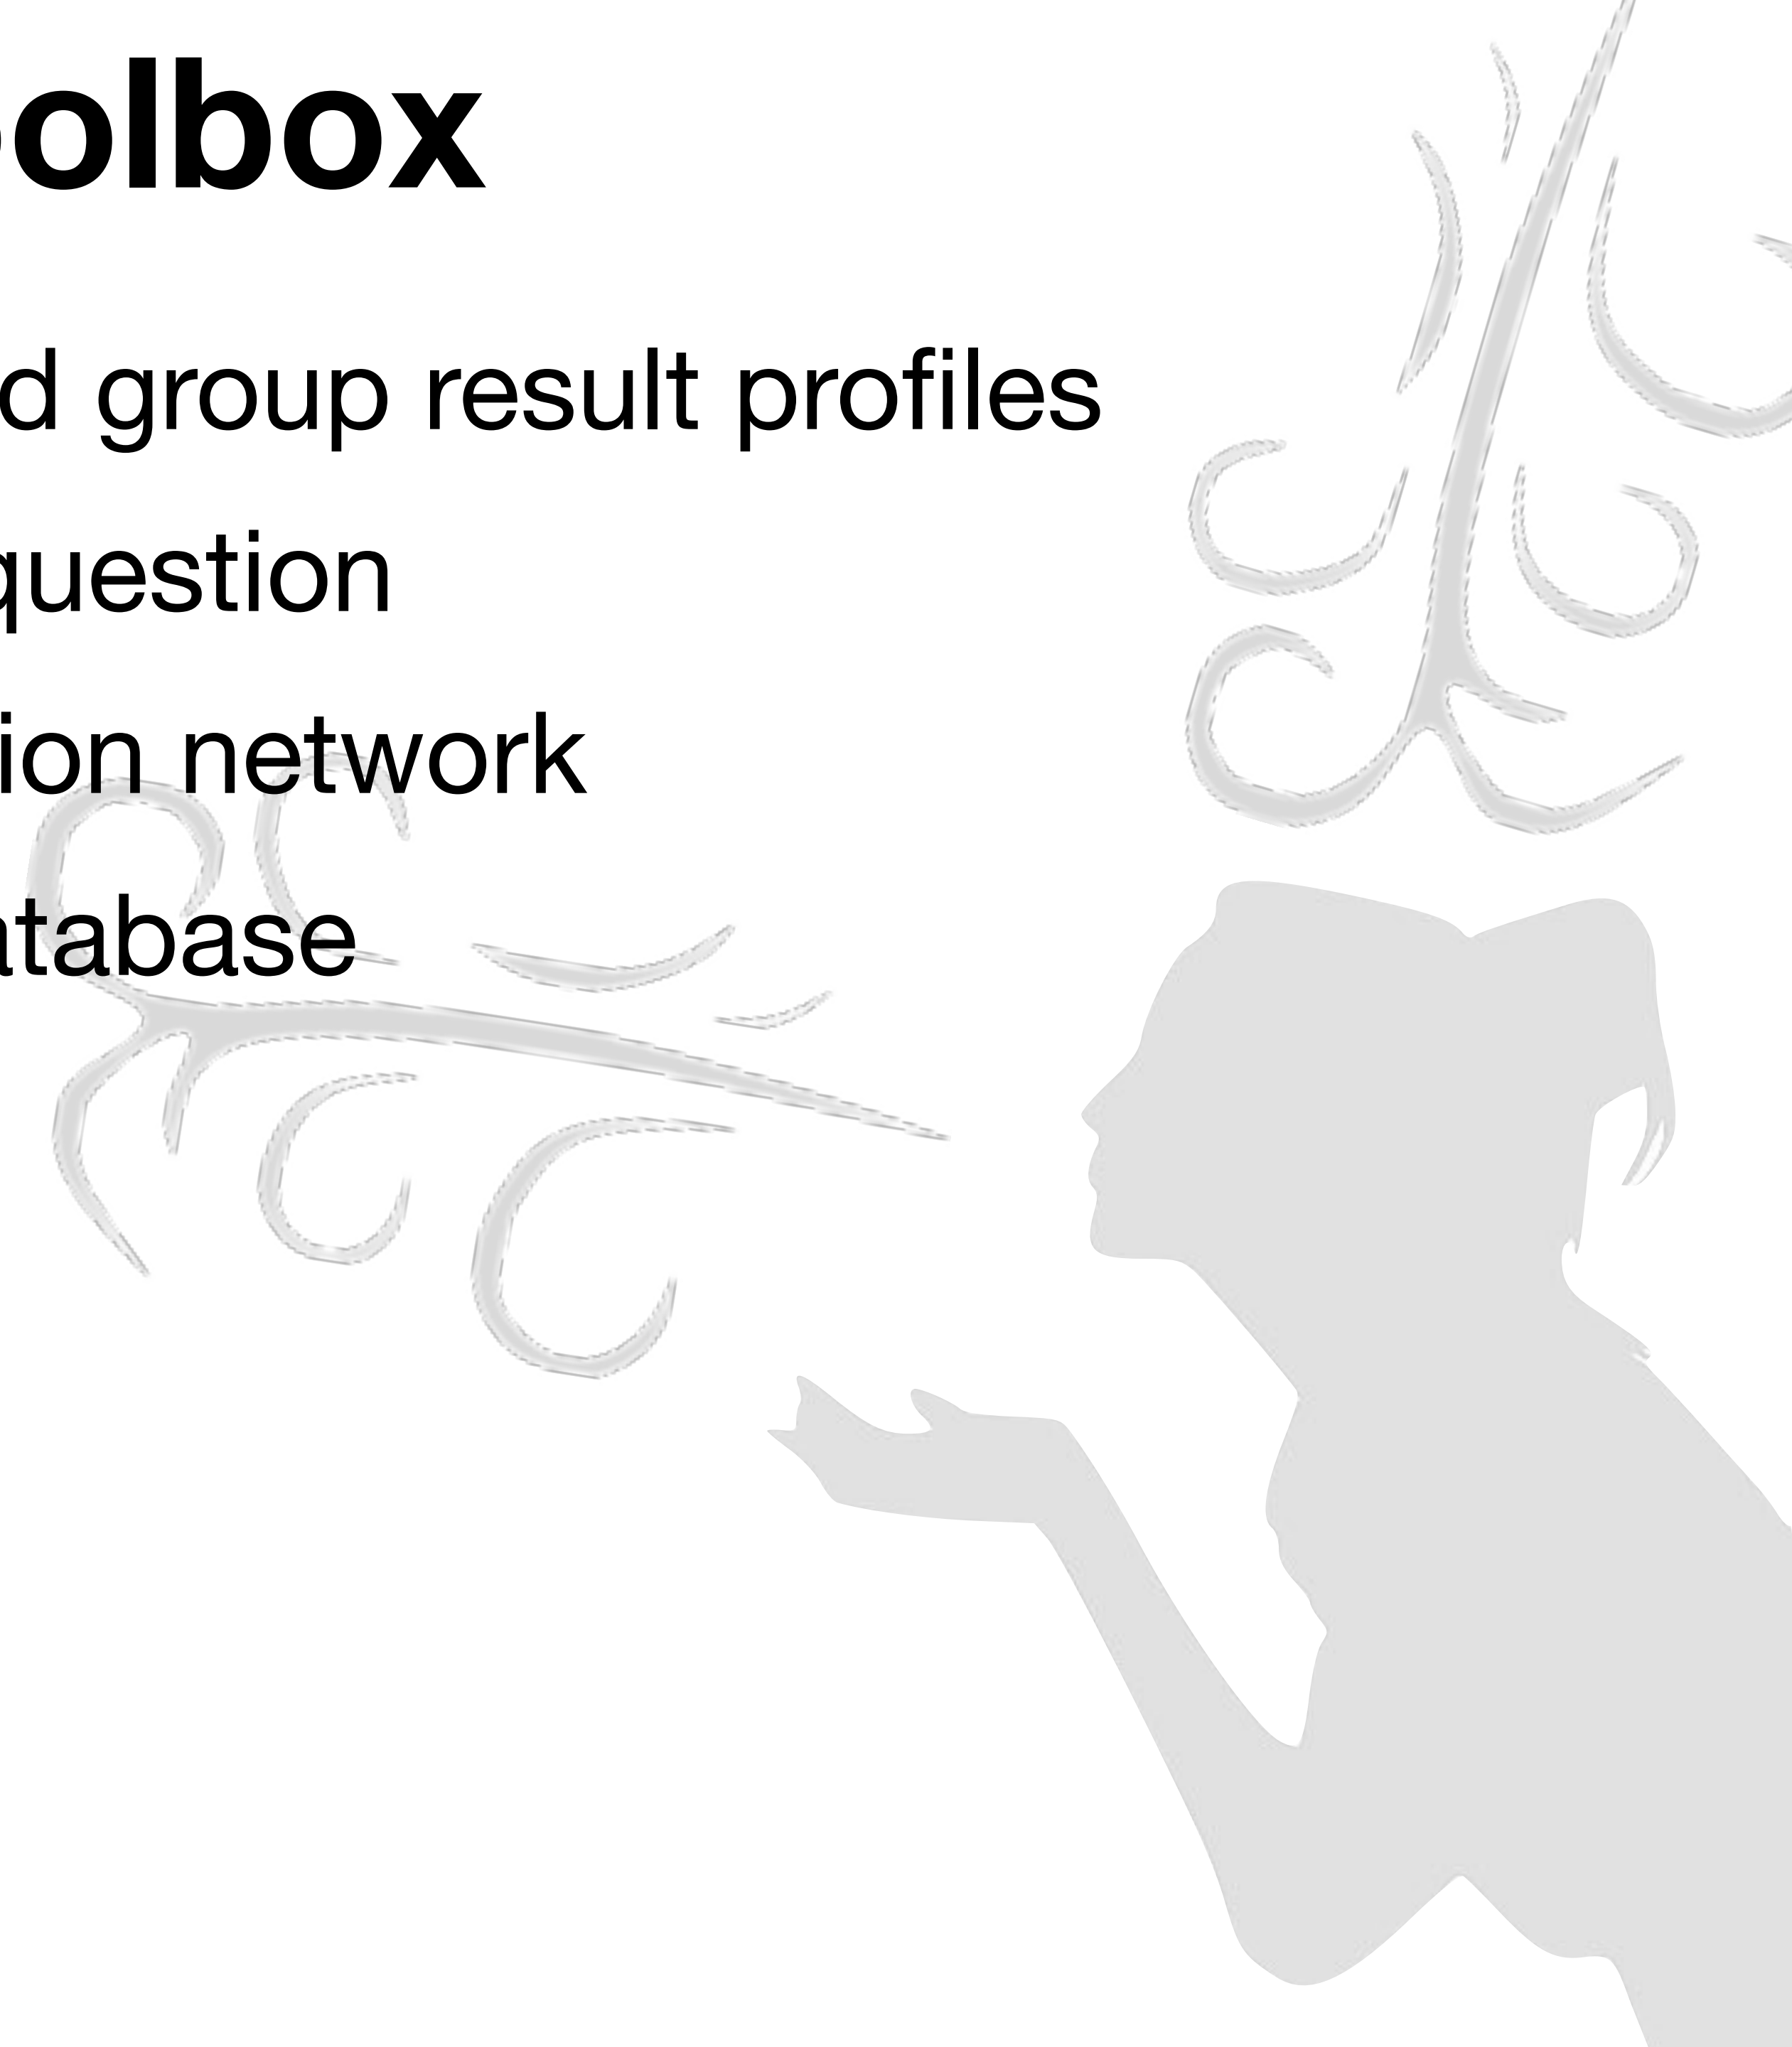 olbox
d group result profiles
question
ion network
atabase